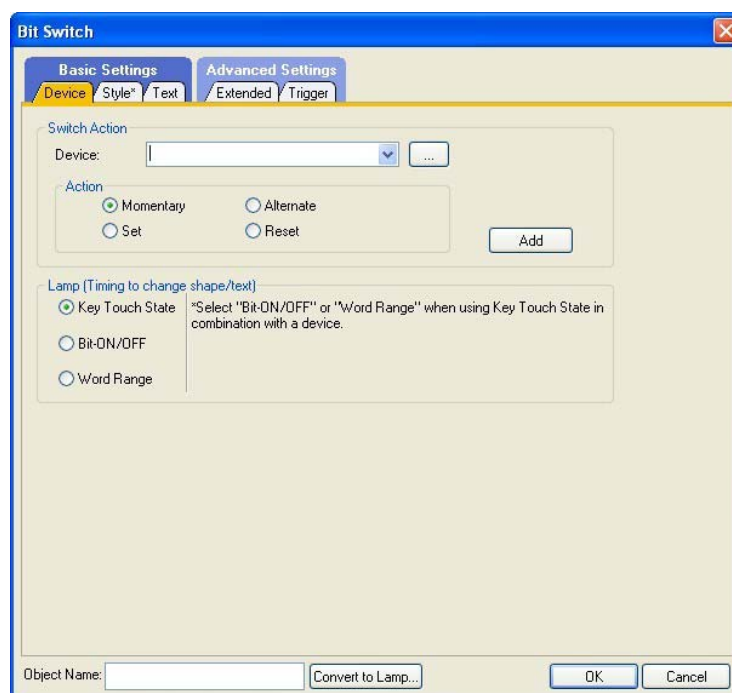 Bit Switch
Basic Settings
Advanced Settings
Device
Style*
Text
Extended
Trigger
Switch Action
Device:
...
Action
Momentary
Alternate
Set
Reset
Add
Lamp (Timing to change shape/text)
Key Touch State
*Select "Bit-ON/OFF" or "Word Range" when using Key Touch State in
combination with a device.
Bit-ON/OFF
Word Range
Object Name:
Convert to Lamp...
OK
Cancel